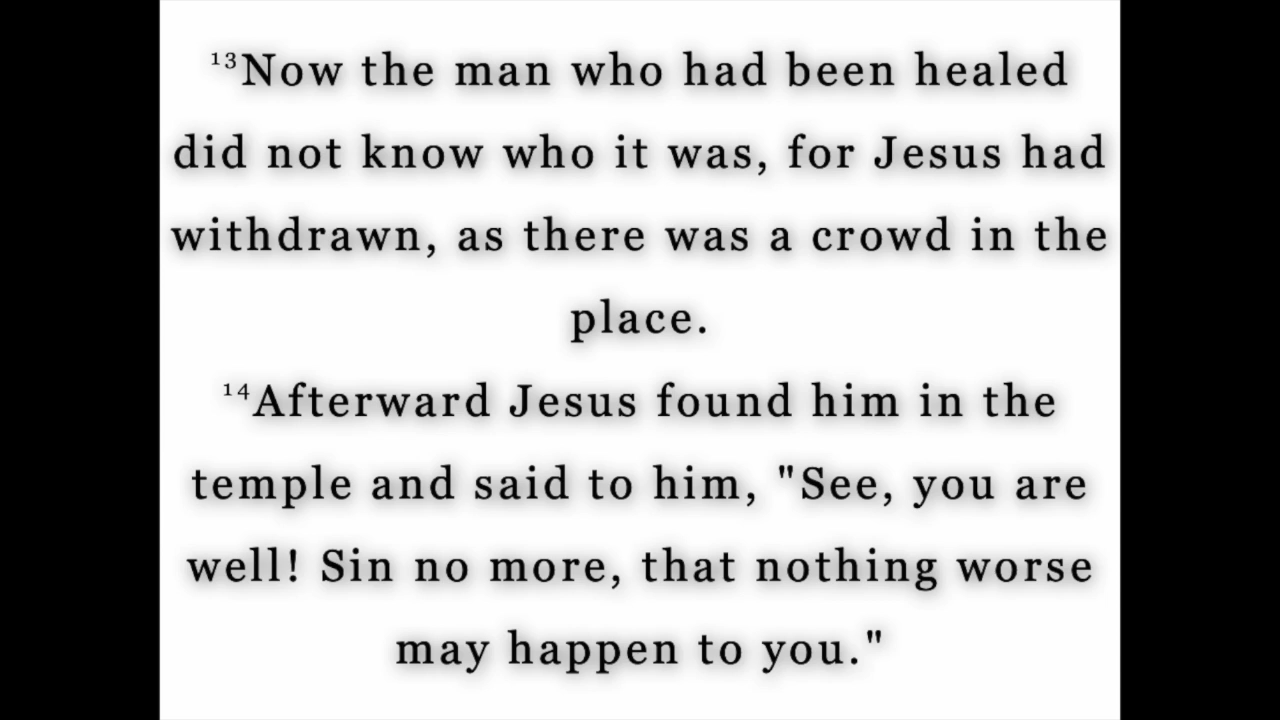 ¹³Now the man who had been healed
did not know who it was, for Jesus had
withdrawn, as there was a crowd in the
place.
¹⁴Afterward Jesus found him in the
temple and said to him, "See, you are
well! Sin no more, that nothing worse
may happen to you."